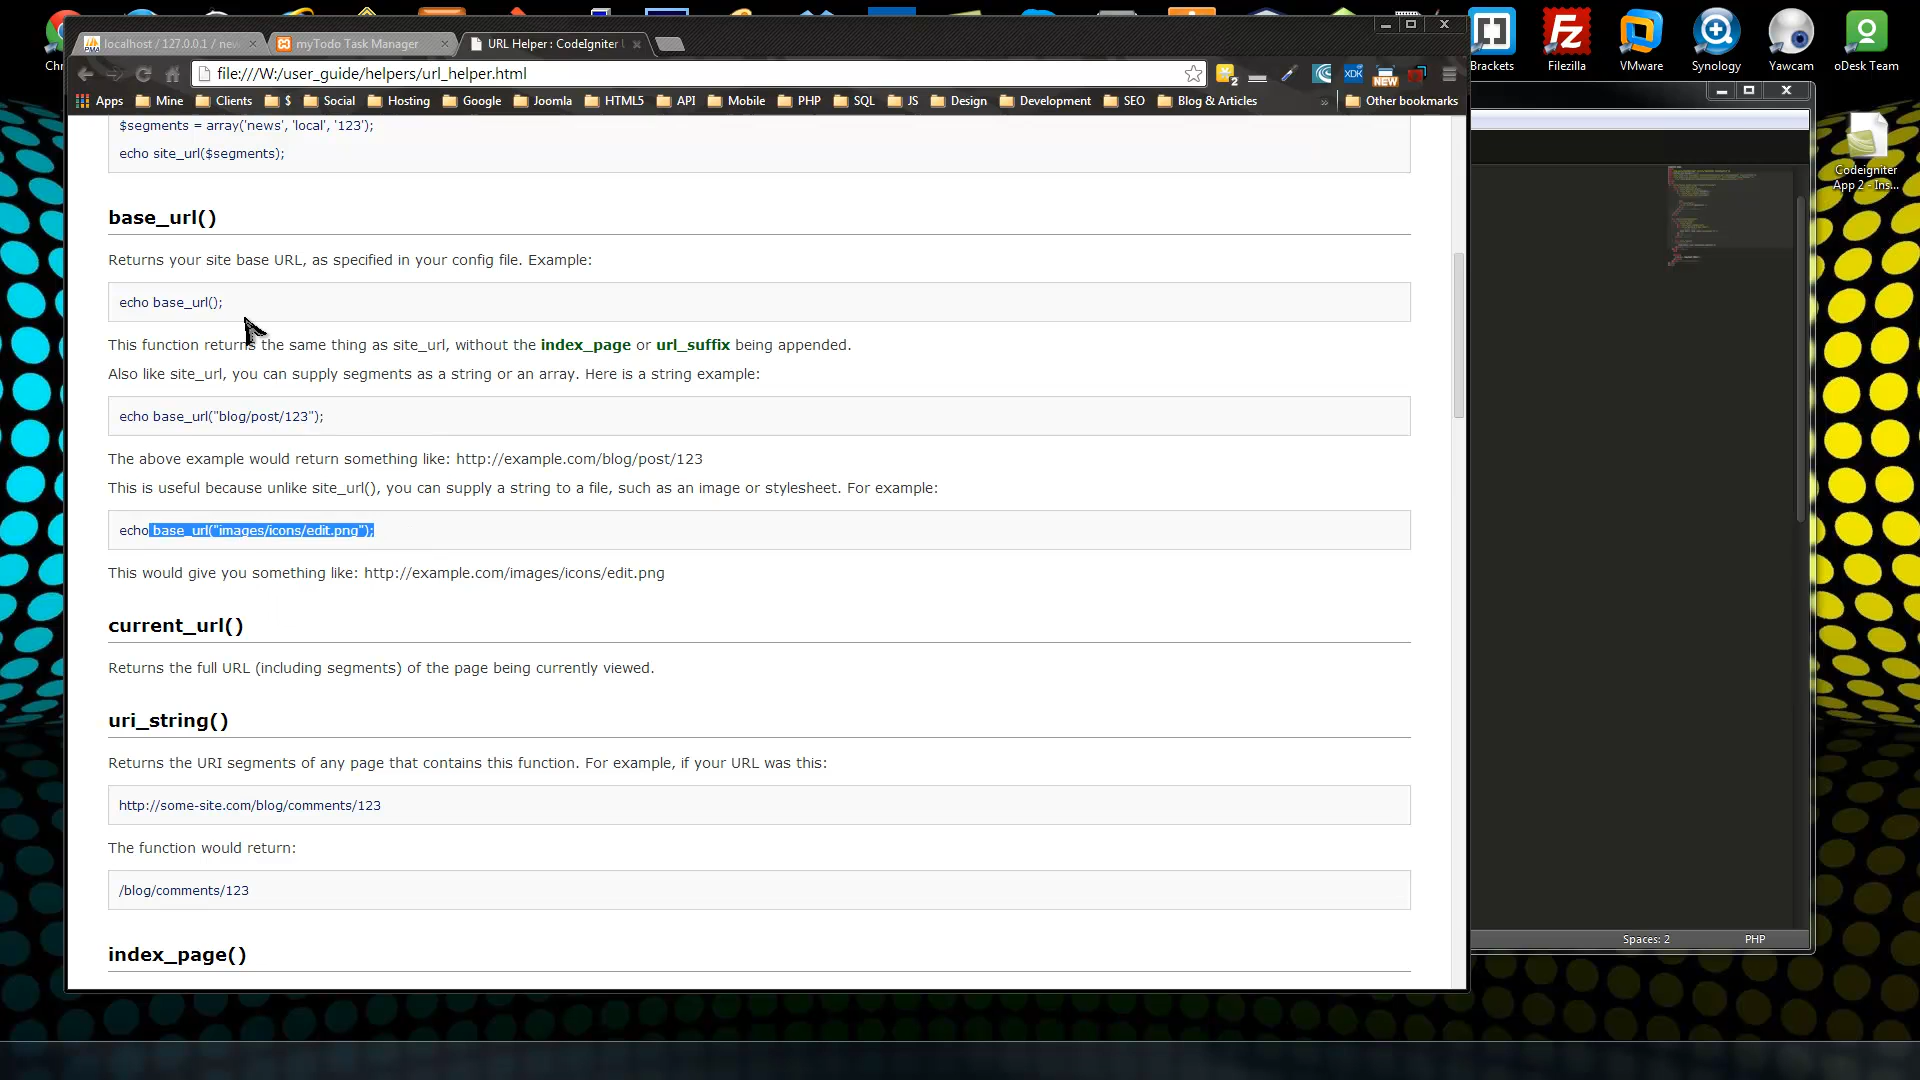 localhost / 127.0.0.1 / new
myTodo Task Manager
URL Helper : CodeIgniter U
file:///W:/user_guide/helpers/url_helper.html
Apps Mine Clients $ Social Hosting Google Joomla HTML5 API Mobile PHP SQL JS Design Development SEO Blog & Articles » Other bookmarks
$segments = array('news', 'local', '123');
echo site_url($segments);
base_url()
Returns your site base URL, as specified in your config file. Example:
echo base_url();
This function returns the same thing as site_url, without the index_page or url_suffix being appended.
Also like site_url, you can supply segments as a string or an array. Here is a string example:
echo base_url("blog/post/123");
The above example would return something like: http://example.com/blog/post/123
This is useful because unlike site_url(), you can supply a string to a file, such as an image or stylesheet. For example:
echo base_url("images/icons/edit.png");
This would give you something like: http://example.com/images/icons/edit.png
current_url()
Returns the full URL (including segments) of the page being currently viewed.
uri_string()
Returns the URI segments of any page that contains this function. For example, if your URL was this:
http://some-site.com/blog/comments/123
The function would return:
/blog/comments/123
index_page()
Chr
Brackets
Filezilla
VMware
Synology
Yawcam
oDesk Team
Codeigniter
App 2 - Ins...
PMA
2
XDK
NEW
Spaces: 2
PHP